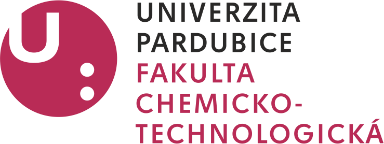 U:
UNIVERZITA
PARDUBICE
FAKULTA
CHEMICKO-
TECHNOLOGICKÁ